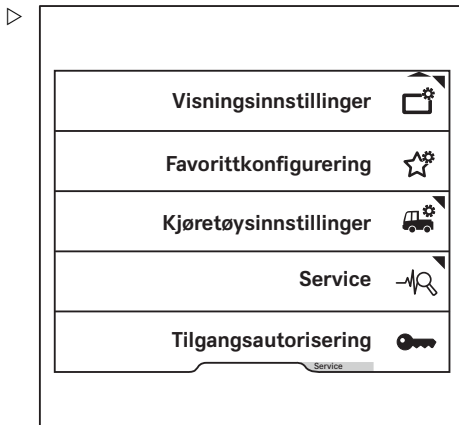 Visningsinnstillinger
Favorittkonfigurering
Kjøretøysinnstillinger
Service
Tilgangsautorisering
Service